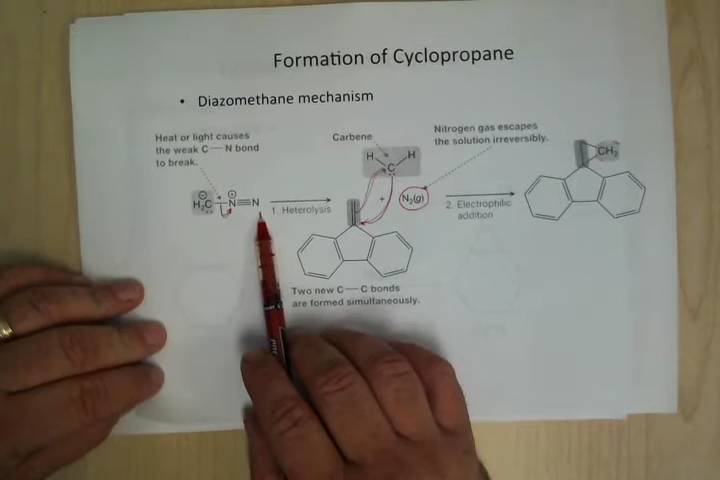 Formation of Cyclopropane
• Diazomethane mechanism
Heat or light causes
the weak C—N bond
to break.
Carbene
Nitrogen gas escapes
the solution irreversibly.
H H
C
CH2
H2C—N≡N
1. Heterolysis
+
N2(g)
2. Electrophilic
addition
Two new C—C bonds
are formed simultaneously.